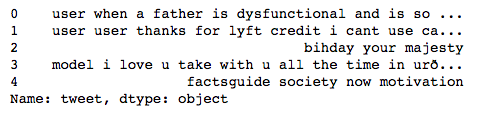 0 user when a father is dysfunctional and is so ...
1 user user thanks for lyft credit i cant use ca...
2 bihday your majesty
3 model i love u take with u all the time in urð...
4 factsguide society now motivation
Name: tweet, dtype: object